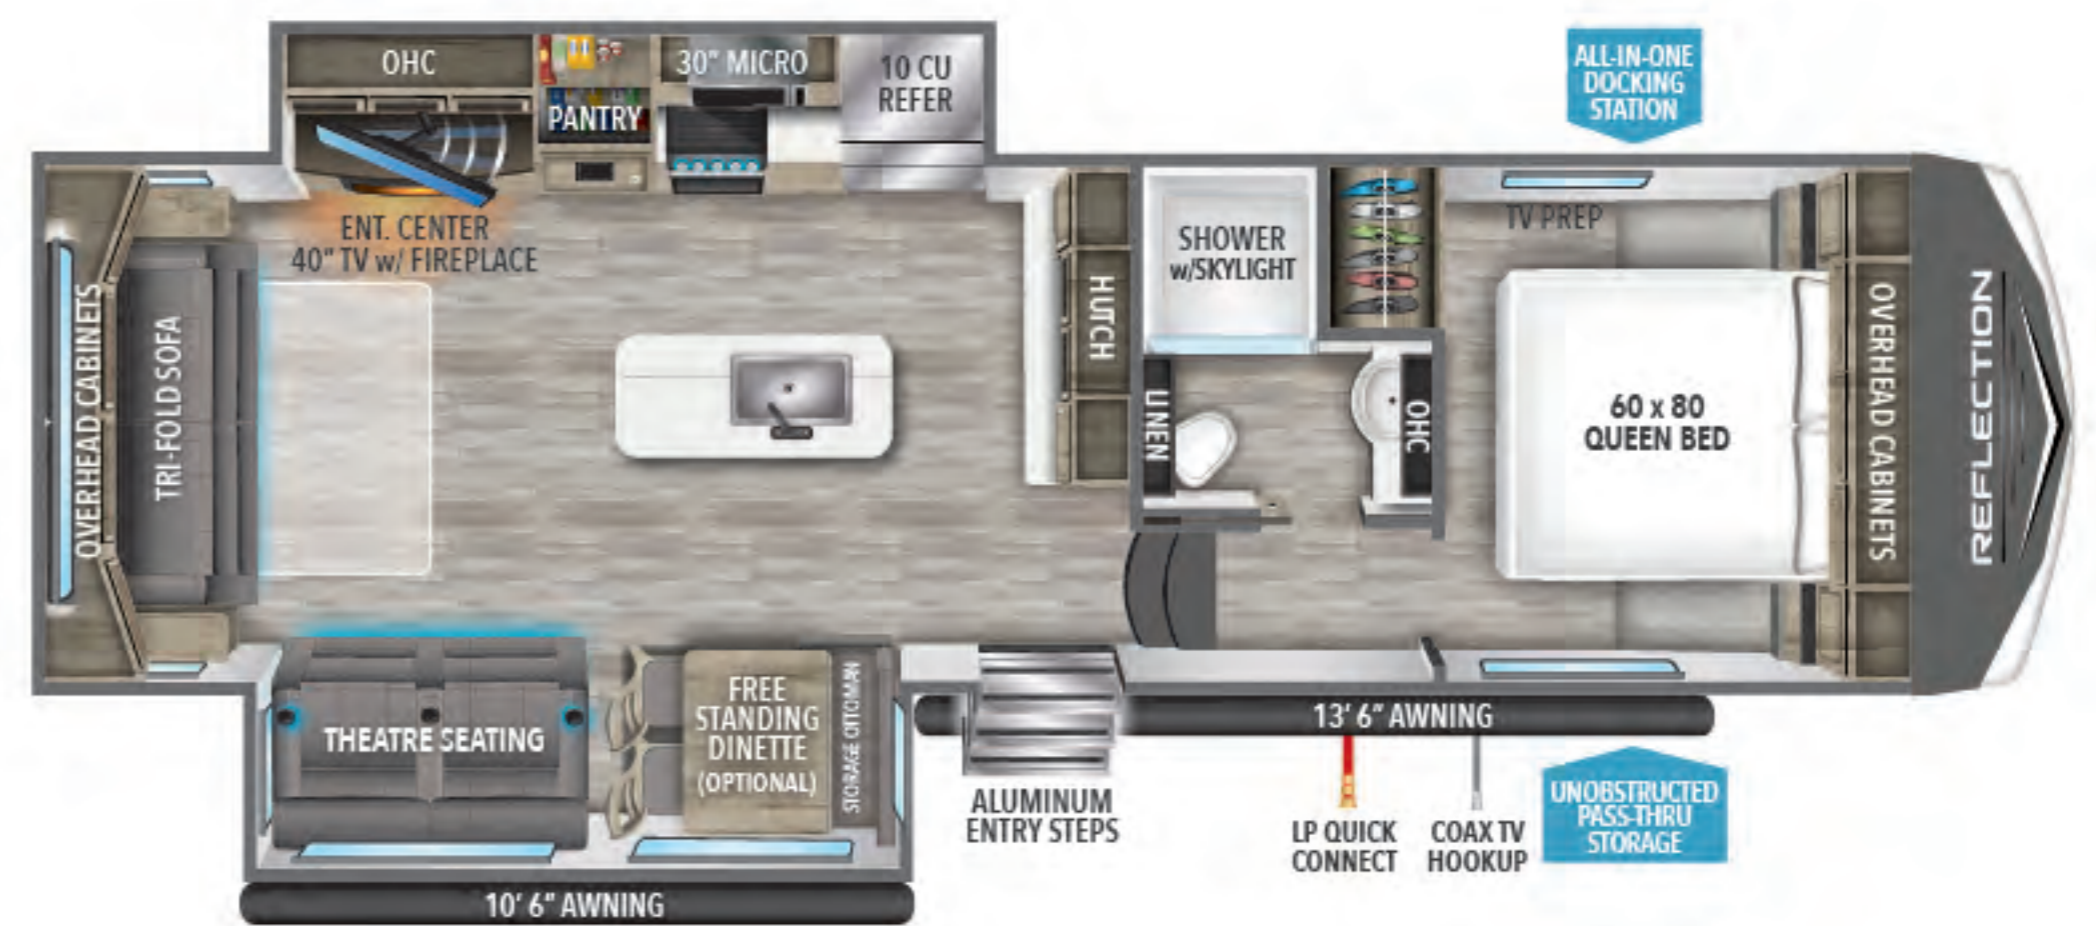 OHC
PANTRY
30" MICRO
10 CU
REFER
ALL-IN-ONE
DOCKING
STATION
ENT. CENTER
40" TV w/ FIREPLACE
OVERHEAD CABINETS
TRI-FOLD SOFA
HUTCH
SHOWER
w/SKYLIGHT
LINEN
OHC
TV PREP
60 x 80
QUEEN BED
OVERHEAD CABINETS
REFLECTION
THEATRE SEATING
FREE
STANDING
DINETTE
(OPTIONAL)
STORAGE OTTOMAN
13' 6" AWNING
ALUMINUM
ENTRY STEPS
LP QUICK
CONNECT
COAX TV
HOOKUP
UNOBSTRUCTED
PASS-THRU
STORAGE
10' 6" AWNING